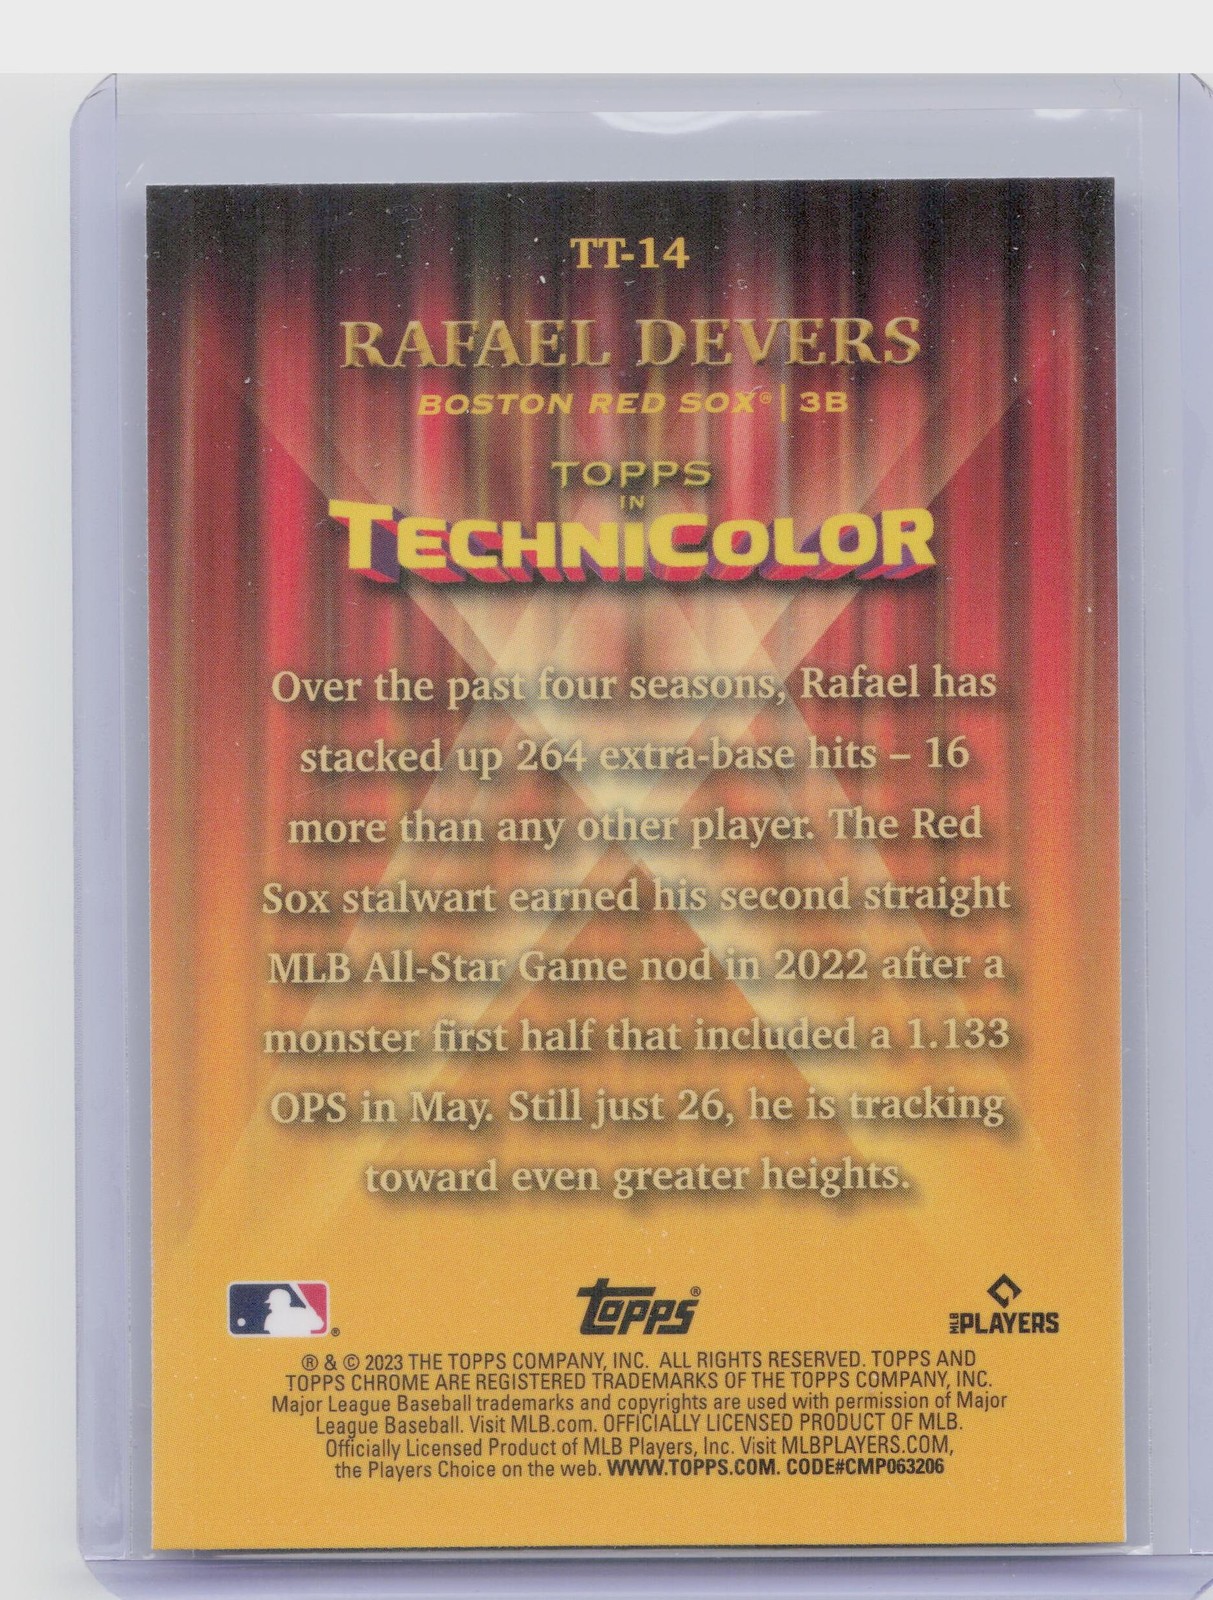 TT-14
RAFAEL DEVERS
BOSTON RED SOX® | 3B
TOPPS
IN
TECHNICOLOR
Over the past four seasons, Rafael has
stacked up 264 extra-base hits – 16
more than any other player. The Red
Sox stalwart earned his second straight
MLB All-Star Game nod in 2022 after a
monster first half that included a 1.133
OPS in May. Still just 26, he is tracking
toward even greater heights.
®
topps®
MLB PLAYERS
® & © 2023 THE TOPPS COMPANY, INC. ALL RIGHTS RESERVED. TOPPS AND
TOPPS CHROME ARE REGISTERED TRADEMARKS OF THE TOPPS COMPANY, INC.
Major League Baseball trademarks and copyrights are used with permission of Major
League Baseball. Visit MLB.com. OFFICIALLY LICENSED PRODUCT OF MLB.
Officially Licensed Product of MLB Players, Inc. Visit MLBPLAYERS.COM,
the Players Choice on the web. WWW.TOPPS.COM. CODE#CMP063206